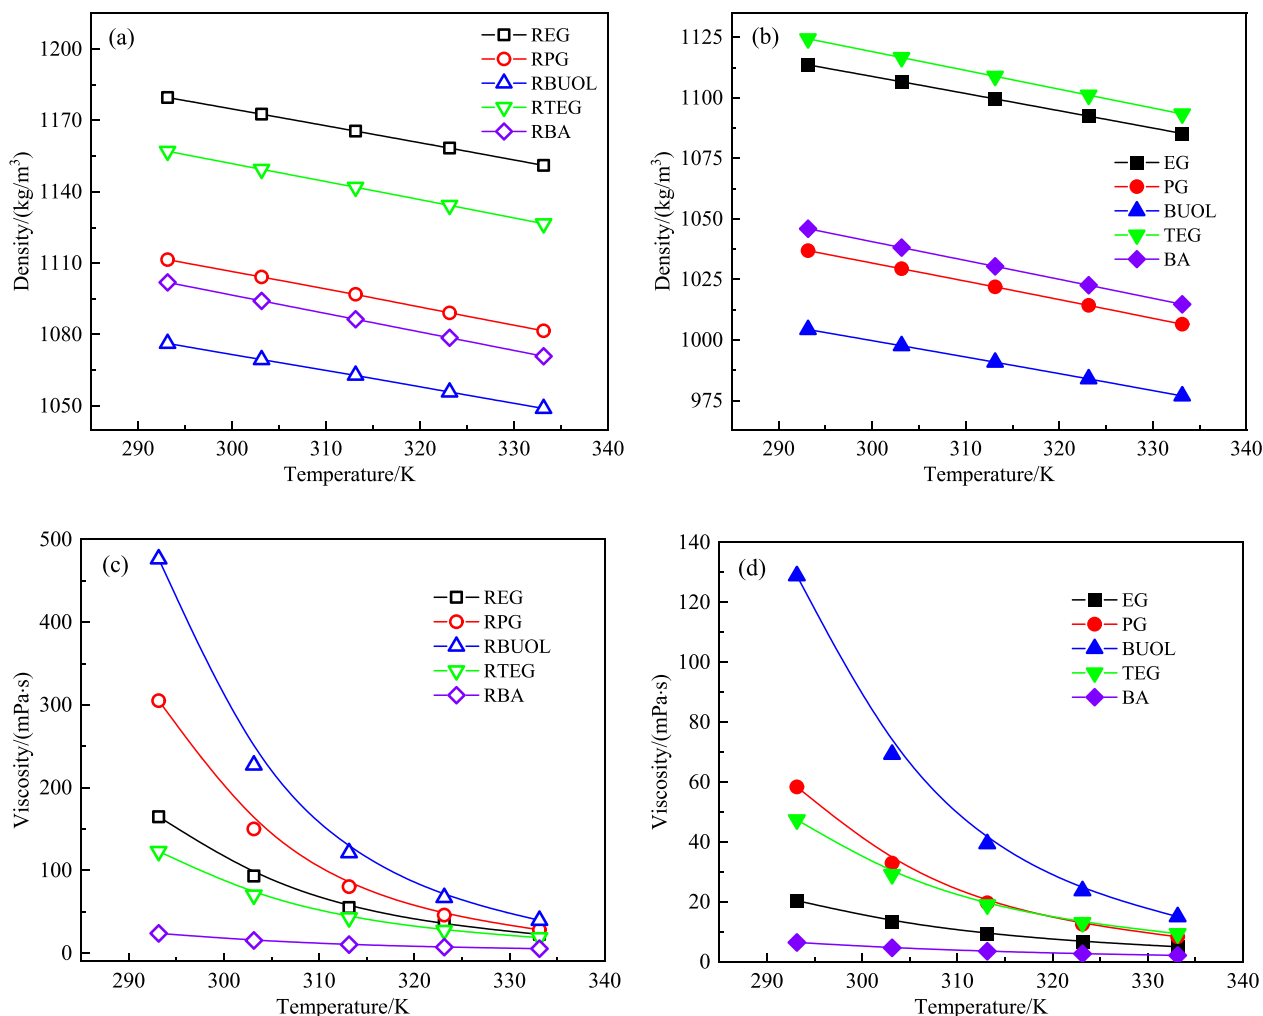 (a)
REG
RPG
RBUOL
RTEG
RBA
1200
1170
1140
1110
1080
1050
Density/(kg/m³)
290
300
310
320
330
340
Temperature/K
(b)
EG
PG
BUOL
TEG
BA
1125
1100
1075
1050
1025
1000
975
Density/(kg/m³)
290
300
310
320
330
340
Temperature/K
(c)
REG
RPG
RBUOL
RTEG
RBA
500
400
300
200
100
0
Viscosity/(mPa·s)
290
300
310
320
330
340
Temperature/K
(d)
EG
PG
BUOL
TEG
BA
140
120
100
80
60
40
20
0
Viscosity/(mPa·s)
290
300
310
320
330
340
Temperature/K